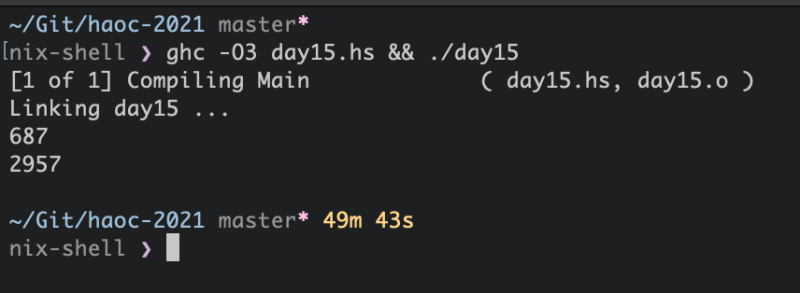 ~/Git/haoc-2021 master*
[nix-shell ❯ ghc -O3 day15.hs && ./day15
[1 of 1] Compiling Main             ( day15.hs, day15.o )
Linking day15 ...
687
2957
~/Git/haoc-2021 master* 49m 43s
nix-shell ❯